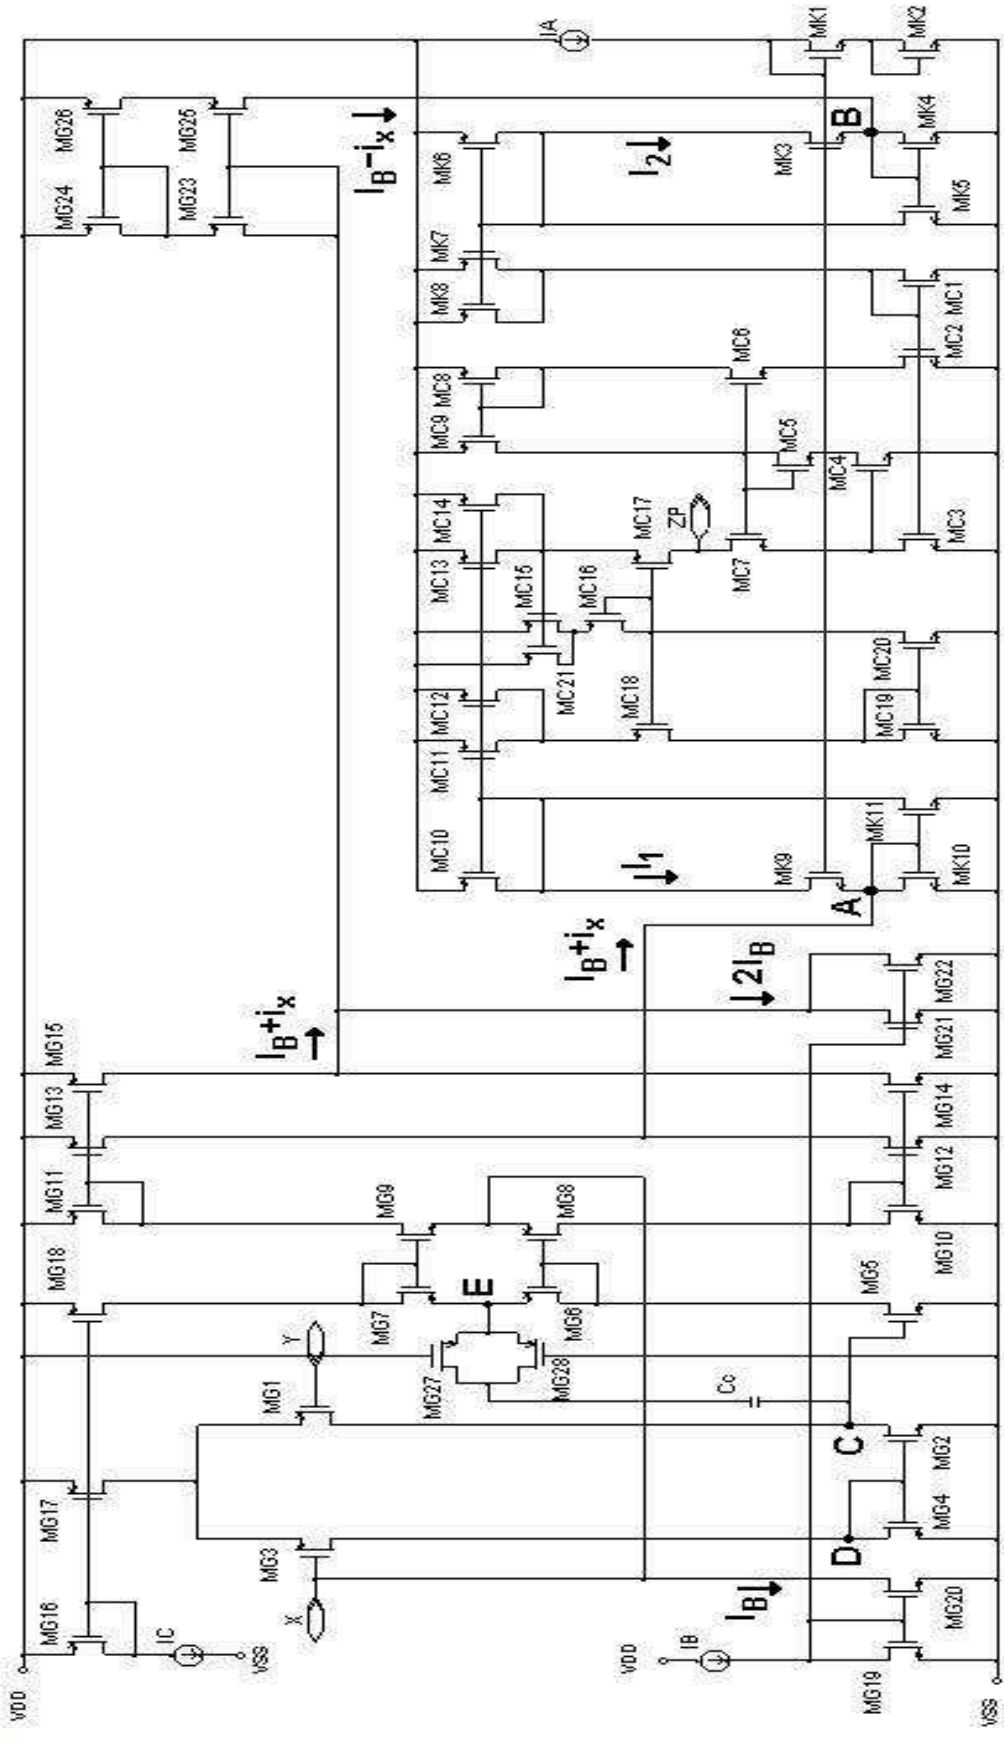 VDD
MG16
IC
VSS
MG17
MG18
MG11
MG13
MG15
MG24
MG26
MG23
MG25
IB+ix
IB-ix
X
MG3
MG1
Y
MG7
MG9
E
MG27
MG28
MG6
MG8
Cc
VDD
IB
IB
D
C
MG19
MG20
MG4
MG2
MG5
MG10
MG12
MG14
MG21
MG22
2IB
IB+ix
A
I1
MK9
MK10
MK11
MC10
MC11
MC12
MC21
MC18
MC19
MC20
MC13
MC14
MC15
MC16
MC17
ZP
MC7
MC3
MC9
MC8
MC5
MC4
MC6
MC2
MC1
MK8
MK7
MK6
I2
MK3
B
MK5
MK4
IA
MK1
MK2
VSS